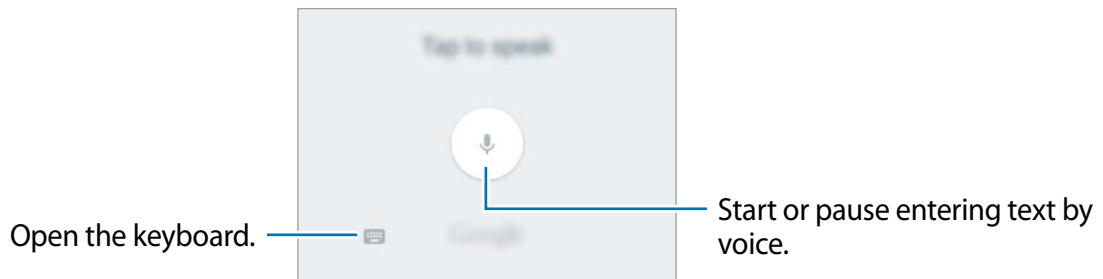 Tap to speak
Open the keyboard.
Start or pause entering text by
voice.
Google